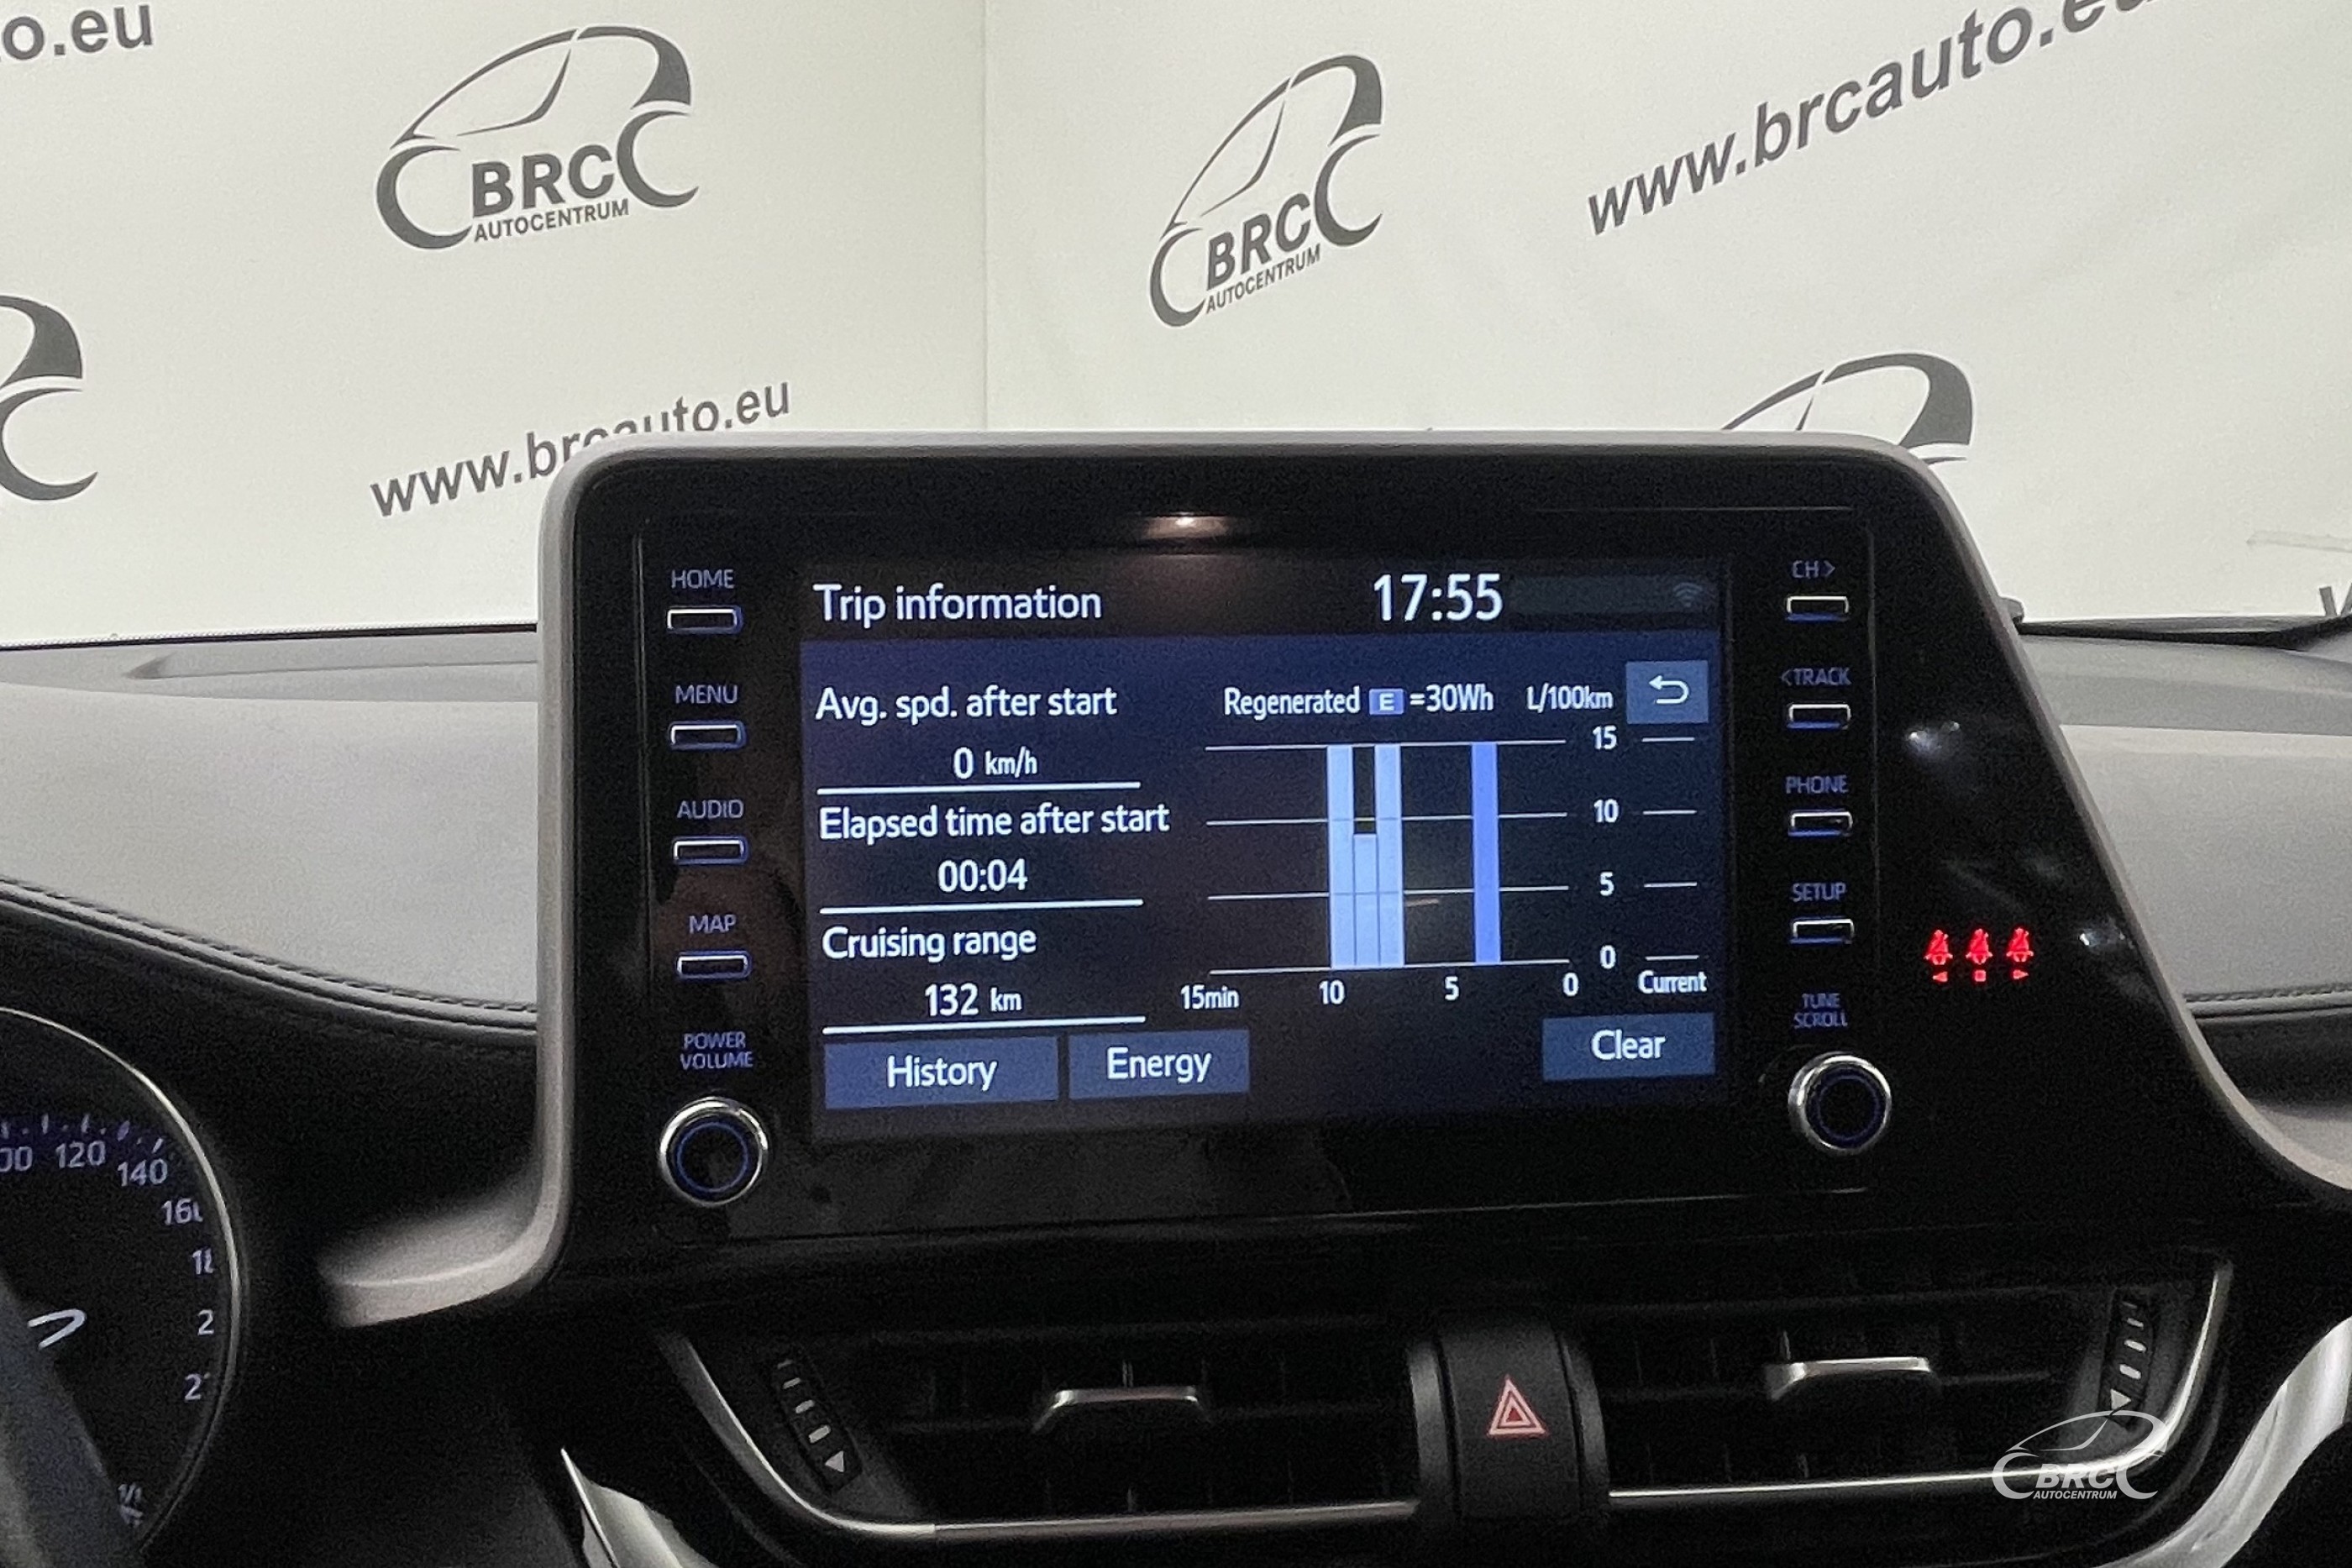 o.eu
BRC
AUTOCENTRUM
BRC
AUTOCENTRUM
www.brcauto.e
www.brcauto.eu
HOME
MENU
AUDIO
MAP
POWER
VOLUME
Trip information
17:55
Avg. spd. after start
0 km/h
Elapsed time after start
00:04
Cruising range
132 km
Regenerated E =30Wh
L/100km
15
10
5
0
15min
10
5
0
Current
History
Energy
Clear
CH>
<TRACK
PHONE
SETUP
TUNE
SCROLL
120
140
BRC
AUTOCENTRUM